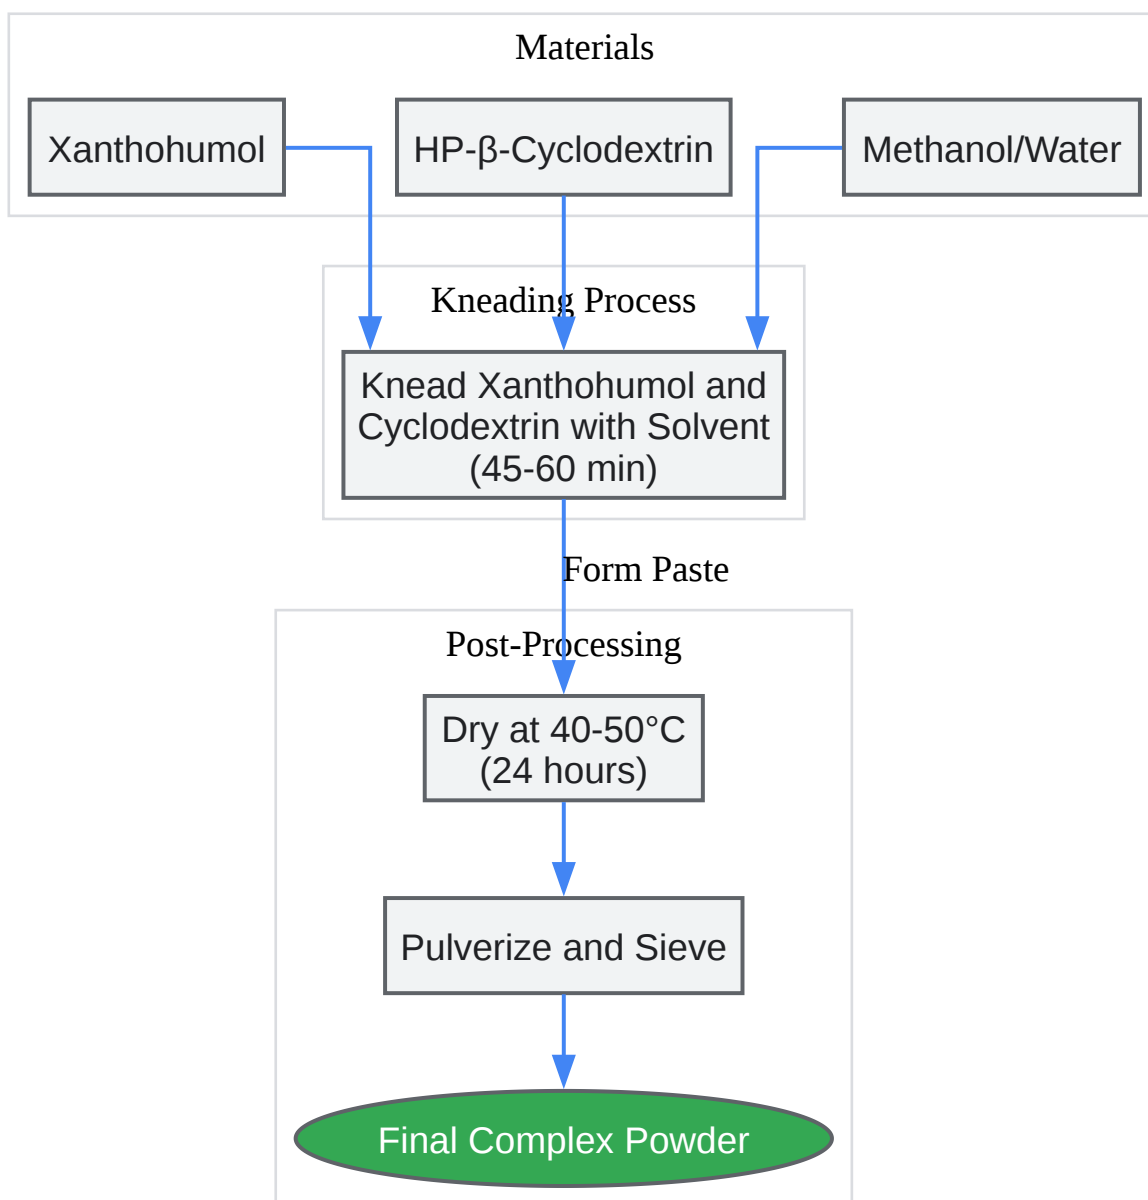 Materials
Xanthohumol
HP-β-Cyclodextrin
Methanol/Water
Kneading Process
Knead Xanthohumol and
Cyclodextrin with Solvent
(45-60 min)
Form Paste
Post-Processing
Dry at 40-50°C
(24 hours)
Pulverize and Sieve
Final Complex Powder